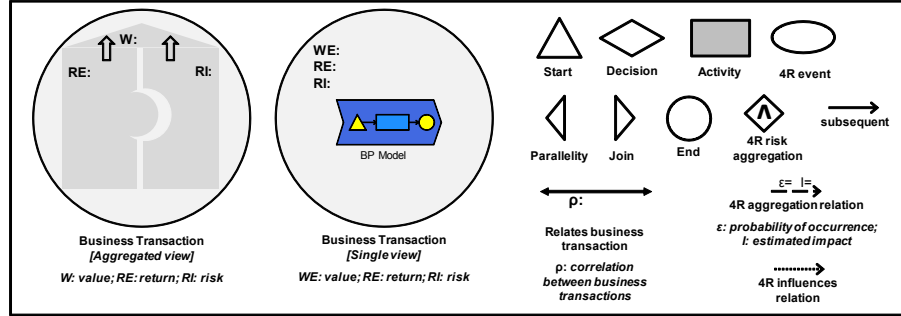 W:
RE:
RI:
Business Transaction
[Aggregated view]
W: value; RE: return; RI: risk
WE:
RE:
RI:
BP Model
Business Transaction
[Single view]
WE: value; RE: return; RI: risk
Start
Decision
Activity
4R event
Parallelity
Join
End
Λ
4R risk
aggregation
subsequent
ρ:
Relates business
transaction
ρ: correlation
between business
transactions
ε= I=
4R aggregation relation
ε: probability of occurrence;
I: estimated impact
4R influences
relation